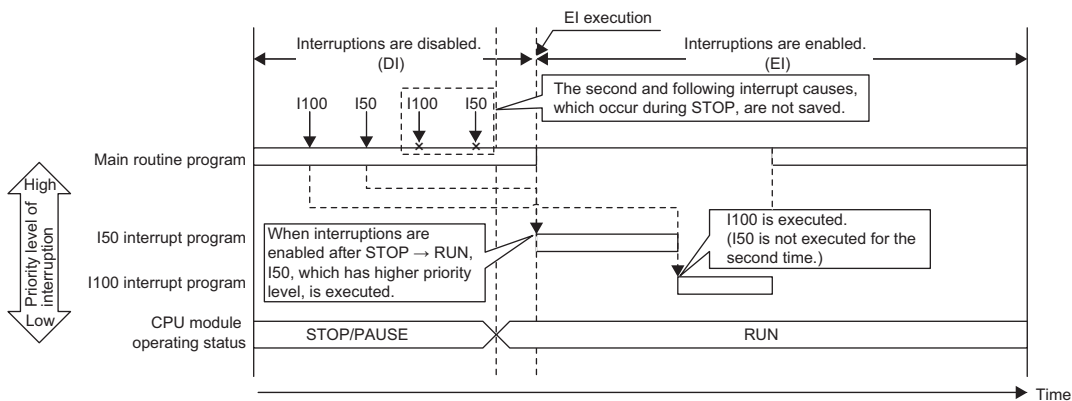 EI execution
Interruptions are disabled.
(DI)
Interruptions are enabled.
(EI)
The second and following interrupt causes,
which occur during STOP, are not saved.
I100
I50
I100
I50
Main routine program
High
Priority level of
interruption
Low
I50 interrupt program
When interruptions are
enabled after STOP → RUN,
I50, which has higher priority
level, is executed.
I100 is executed.
(I50 is not executed for the
second time.)
I100 interrupt program
CPU module
operating status
STOP/PAUSE
RUN
Time